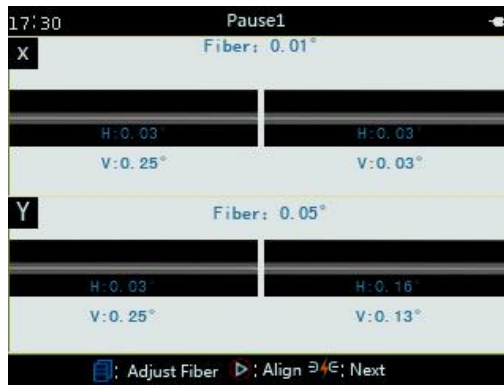 17:30 Pause1
X Fiber: 0.01°
H:0.03° H:0.03°
V:0.25° V:0.03°
Y Fiber: 0.05°
H:0.03° H:0.16°
V:0.25° V:0.13°
: Adjust Fiber : Align : Next